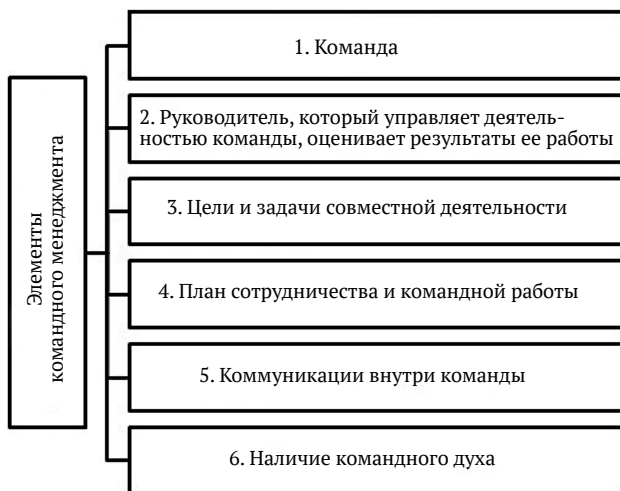 Элементы
командного менеджмента
1. Команда
2. Руководитель, который управляет деятель-
ностью команды, оценивает результаты ее работы
3. Цели и задачи совместной деятельности
4. План сотрудничества и командной работы
5. Коммуникации внутри команды
6. Наличие командного духа